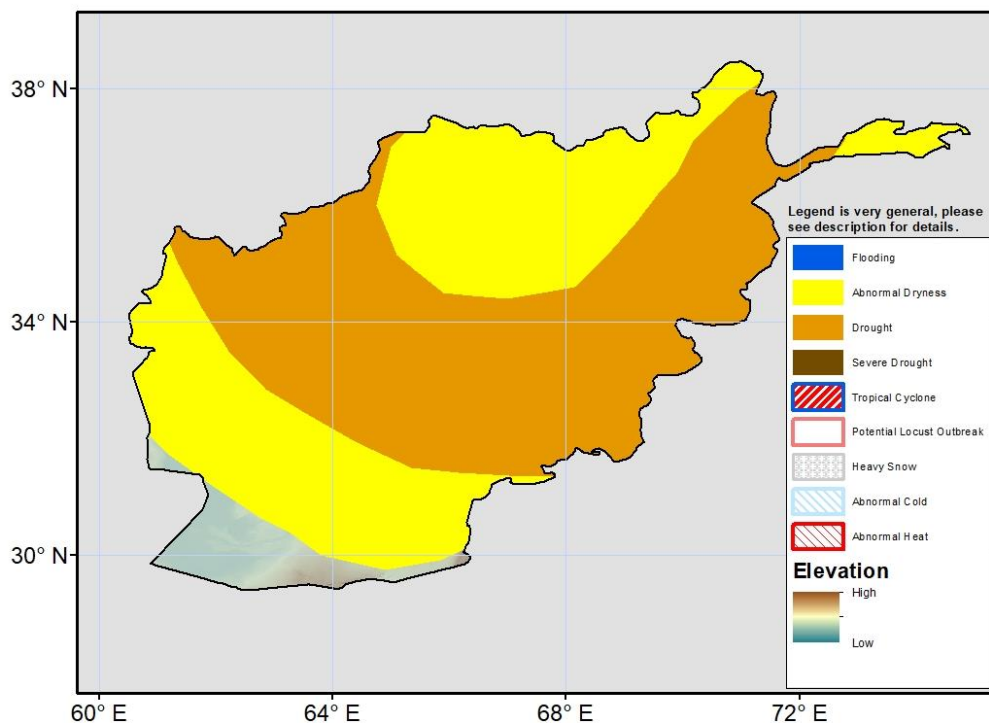 38° N
34° N
30° N
60° E
64° E
68° E
72° E
Legend is very general, please
see description for details.
Flooding
Abnormal Dryness
Drought
Severe Drought
Tropical Cyclone
Potential Locust Outbreak
Heavy Snow
Abnormal Cold
Abnormal Heat
Elevation
High
Low